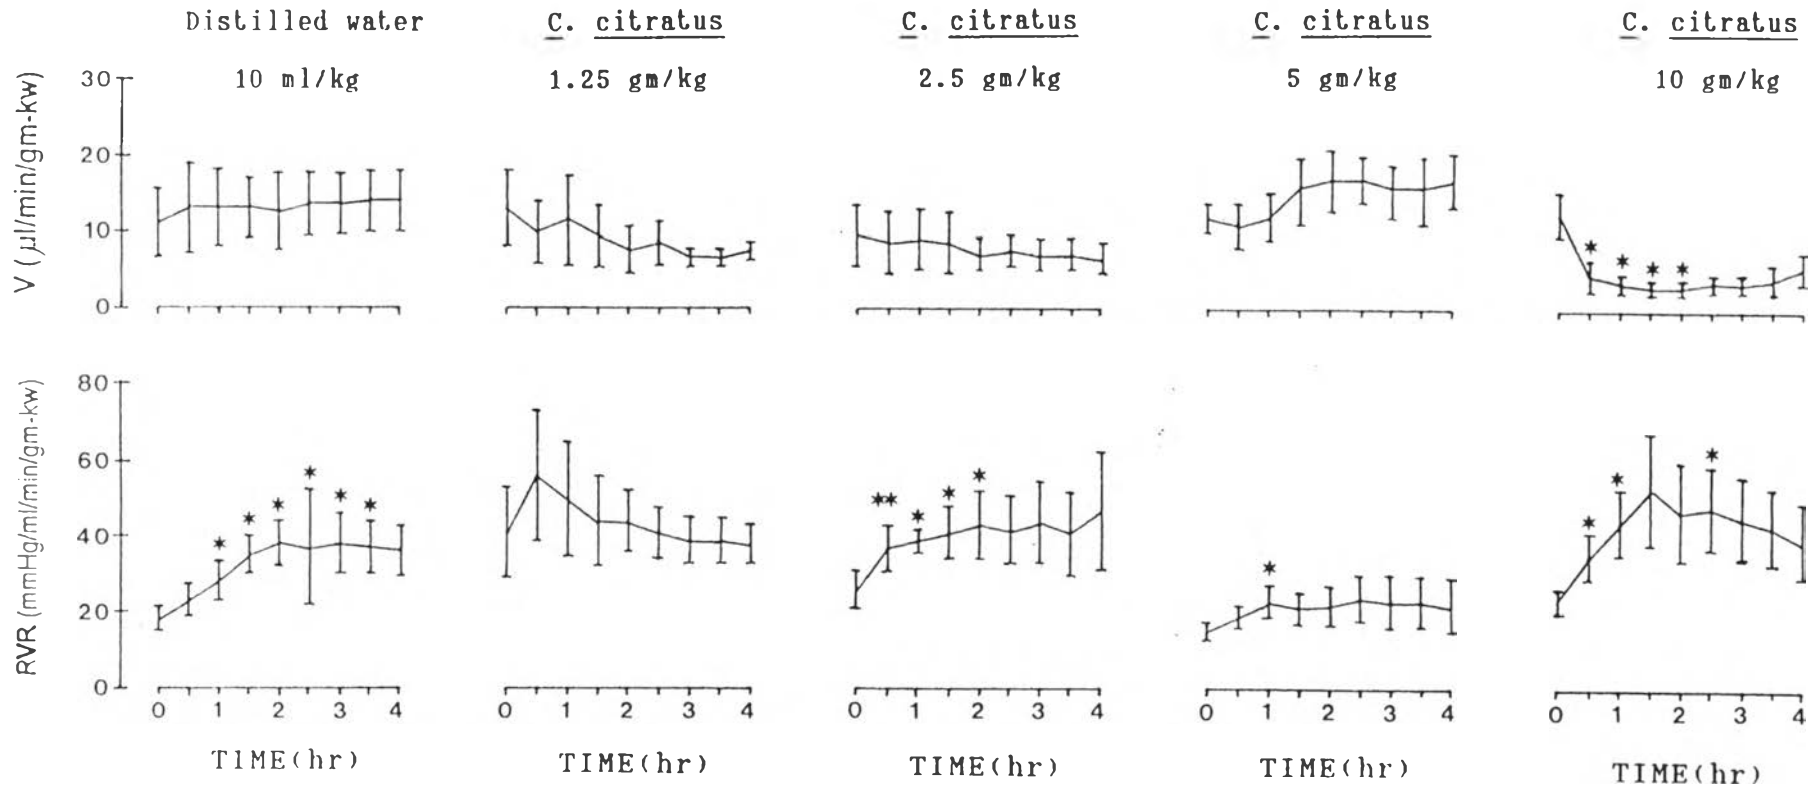 Distilled water C. citratus C. citratus C. citratus C. citratus
10 ml/kg 1.25 gm/kg 2.5 gm/kg 5 gm/kg 10 gm/kg
V (µl/min/gm-kw)
30
20
10
0
* * * *
RVR (mmHg/ml/min/gm-kw)
80
60
40
20
0
* * * * * *
** * * *
*
* * *
0 1 2 3 4 0 1 2 3 4 0 1 2 3 4 0 1 2 3 4 0 1 2 3 4
TIME(hr) TIME(hr) TIME(hr) TIME(hr) TIME(hr)